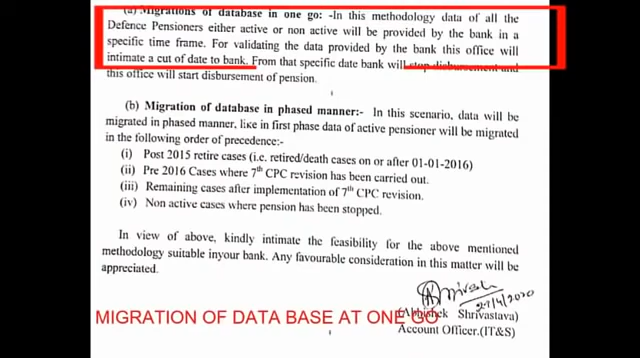 (a) Migrations of database in one go: -In this methodology data of all the
Defence Pensioners either active or non active will be provided by the bank in a
specific time frame. For validating the data provided by the bank this office will
intimate a cut of date to bank. From that specific date bank will stop disbursement and
this office will start disbursement of pension.
(b) Migration of database in phased manner:- In this scenario, data will be
migrated in phased manner, like in first phase data of active pensioner will be migrated
in the following order of precedence:-
(i) Post 2015 retire cases (i.e. retired/death cases on or after 01-01-2016)
(ii) Pre 2016 Cases where 7th CPC revision has been carried out.
(iii) Remaining cases after implementation of 7th CPC revision.
(iv) Non active cases where pension has been stopped.
In view of above, kindly intimate the feasibility for the above mentioned
methodology suitable inyour bank. Any favourable consideration in this matter will be
appreciated.
27/4/2020
(Abhishek Shrivastava)
MIGRATION OF DATA BASE AT ONE GO
Account Officer.(IT&S)